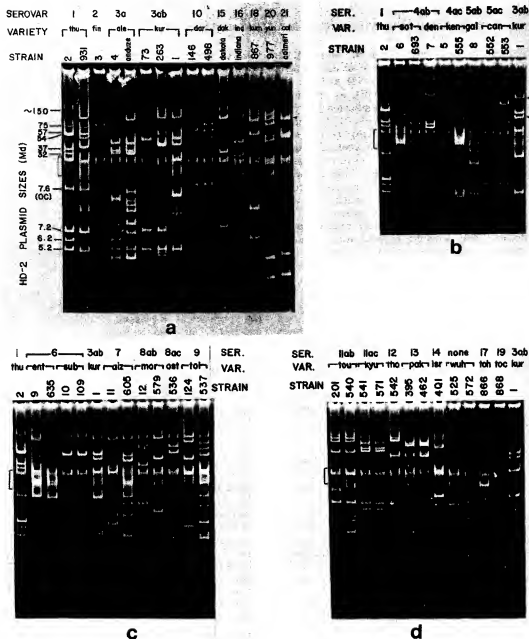 SEROVAR 1 2 3a 3ab 10 15 16 18 20 21
VARIETY thu fin ale kur dar dak ind kum yun col
STRAIN 2 931 3 4 anduze 73 263 1 146 498 dakota indiana 867 977 colmeri
~150
75
7.6
(OC)
7.2
6.2
5.2
HD-2 PLASMID SIZES (Md)
a
SER. 1 4ab 4ac 5ab 5ac 3ab
VAR. thu sot den ken gal can kur
STRAIN 2 6 693 7 5 555 8 552 553 1
b
1 6 3ab 7 8ab 8ac 9 SER.
thu ent sub kur aiz mor ost tol VAR.
2 9 635 10 109 1 11 605 12 579 536 124 537 STRAIN
c
SER. 11ab 11ac 12 13 14 none 17 19 3ab
VAR. tou kyu tho pak isr wuh toh toc kur
STRAIN 201 540 541 571 542 395 462 401 525 572 866 868 1
d